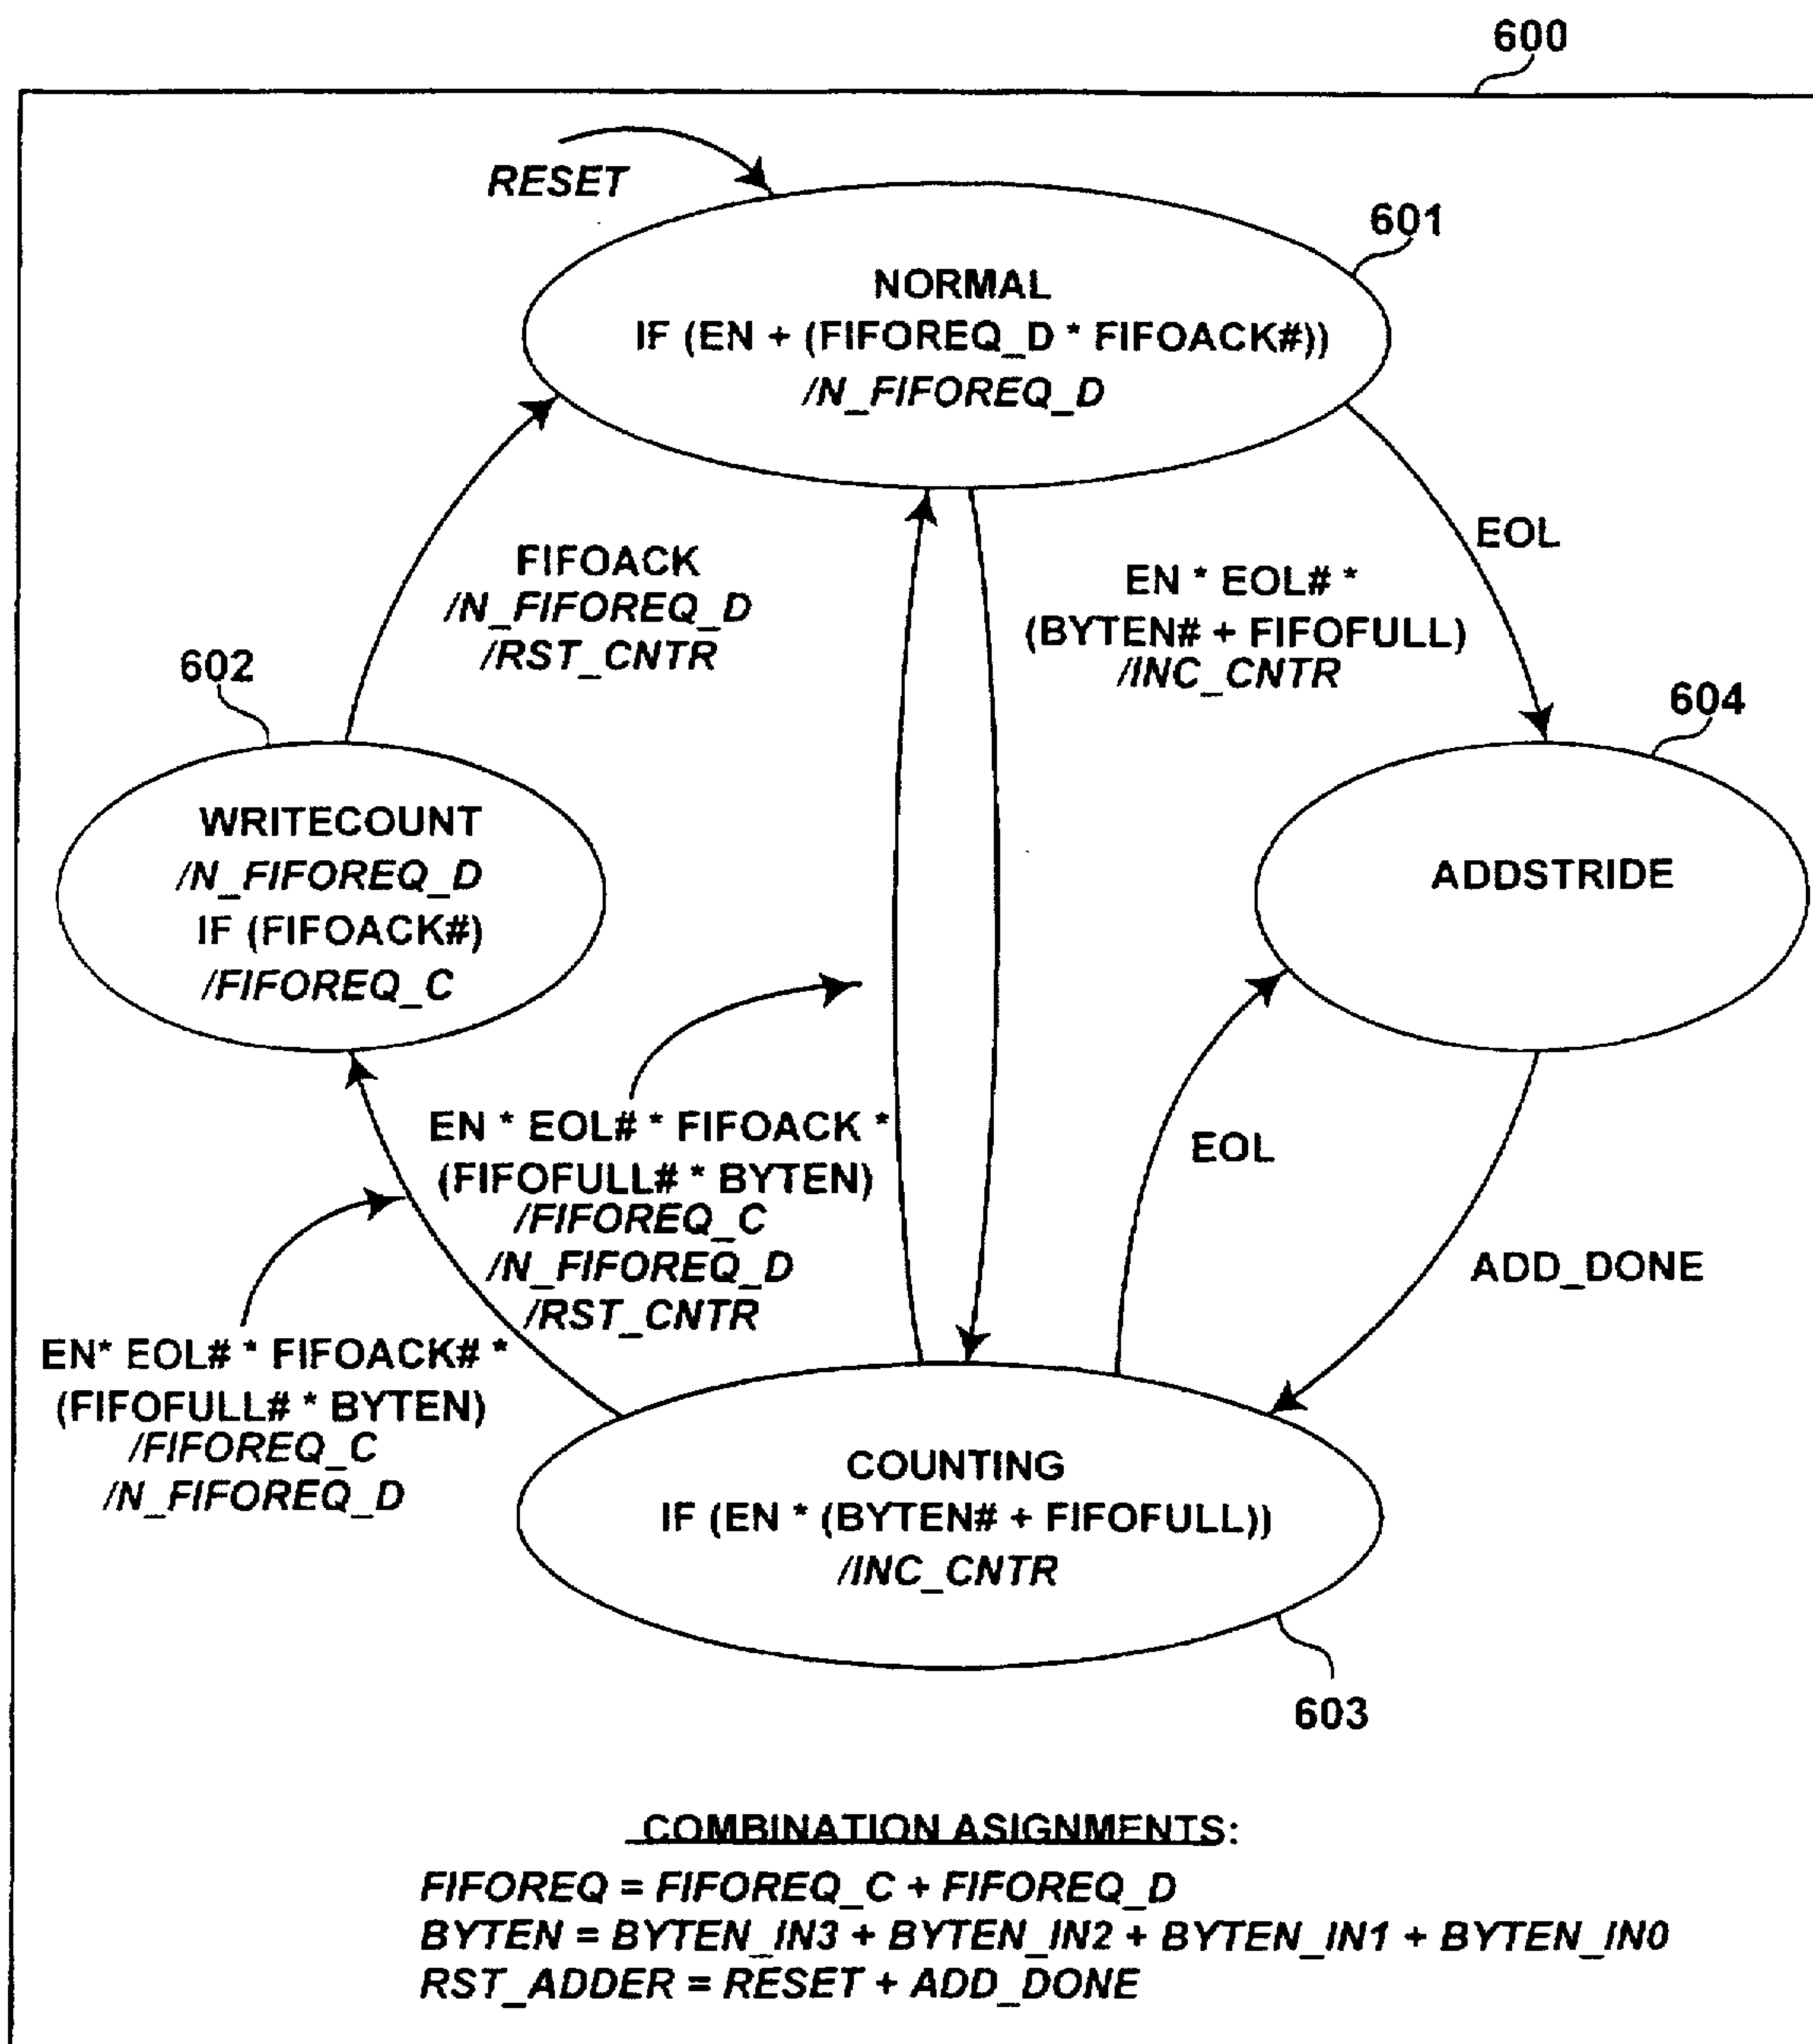 600
RESET
601
NORMAL
IF (EN + (FIFOREQ_D * FIFOACK#))
/N_FIFOREQ_D
EOL
FIFOACK
/N_FIFOREQ_D
/RST_CNTR
EN * EOL# *
(BYTEN# + FIFOFULL)
/INC_CNTR
602
604
WRITECOUNT
/N_FIFOREQ_D
IF (FIFOACK#)
/FIFOREQ_C
ADDSTRIDE
EN * EOL# * FIFOACK *
(FIFOFULL# * BYTEN)
/FIFOREQ_C
/N_FIFOREQ_D
/RST_CNTR
EOL
ADD_DONE
EN* EOL# * FIFOACK# *
(FIFOFULL# * BYTEN)
/FIFOREQ_C
/N_FIFOREQ_D
COUNTING
IF (EN * (BYTEN# + FIFOFULL))
/INC_CNTR
603
COMBINATION ASIGNMENTS:
FIFOREQ = FIFOREQ_C + FIFOREQ_D
BYTEN = BYTEN_IN3 + BYTEN_IN2 + BYTEN_IN1 + BYTEN_IN0
RST_ADDER = RESET + ADD_DONE